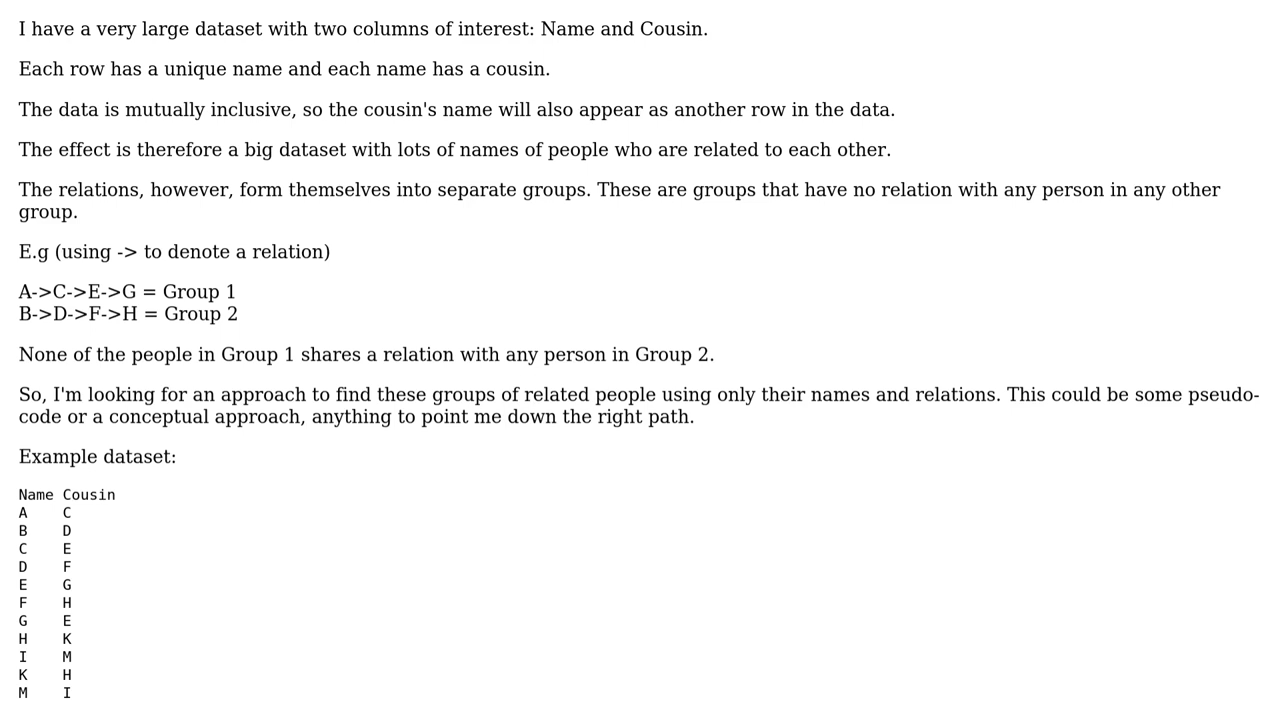 I have a very large dataset with two columns of interest: Name and Cousin.
Each row has a unique name and each name has a cousin.
The data is mutually inclusive, so the cousin's name will also appear as another row in the data.
The effect is therefore a big dataset with lots of names of people who are related to each other.
The relations, however, form themselves into separate groups. These are groups that have no relation with any person in any other
group.
E.g (using -> to denote a relation)
A->C->E->G = Group 1
B->D->F->H = Group 2
None of the people in Group 1 shares a relation with any person in Group 2.
So, I'm looking for an approach to find these groups of related people using only their names and relations. This could be some pseudo-
code or a conceptual approach, anything to point me down the right path.
Example dataset:
Name Cousin
A    C
B    D
C    E
D    F
E    G
F    H
G    E
H    K
I    M
K    H
M    I